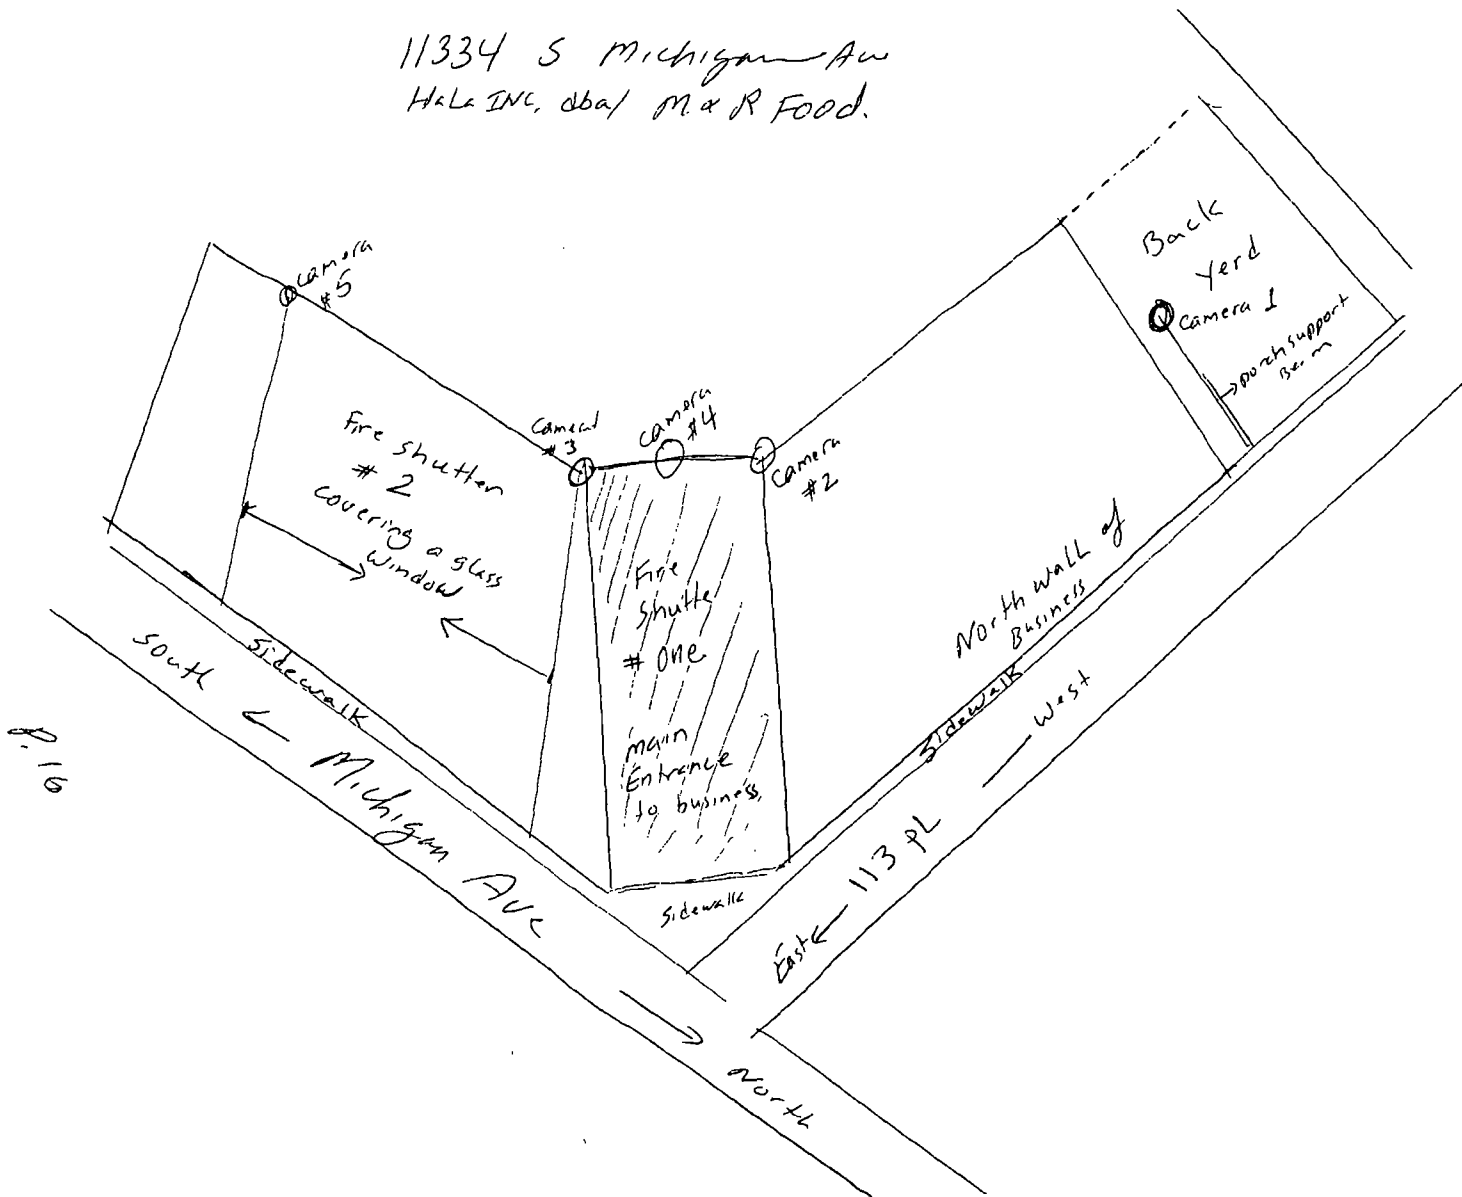 11334 S Michigan Ave
HaLa INC. dba/ M & R Food.
camera
#5
Back
Yerd
Camera 1
porch support
Beam
Camera
#3
camera
#4
Camera
#2
Fire Shutter
# 2
covering a glass
window
Fire
Shutte
# One
main
Entrance
to business.
North wall of
Business
Sidewalk
West
113 PL
East
Sidewalk
Sidewalk
South
Michigan Ave
North
P. 16